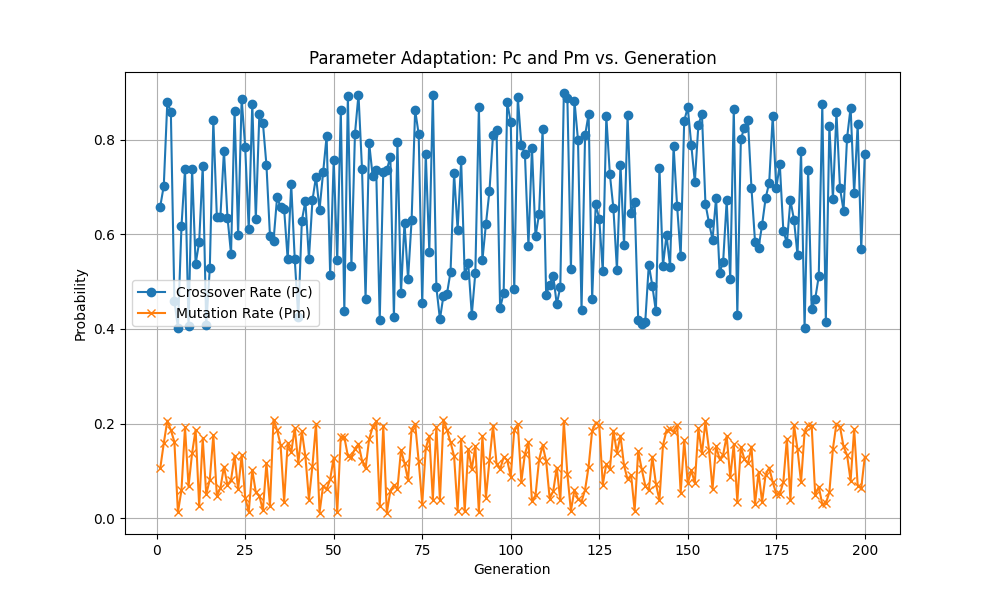 Parameter Adaptation: Pc and Pm vs. Generation
Probability
0.8
0.6
0.4
0.2
0.0
Crossover Rate (Pc)
Mutation Rate (Pm)
0 25 50 75 100 125 150 175 200
Generation